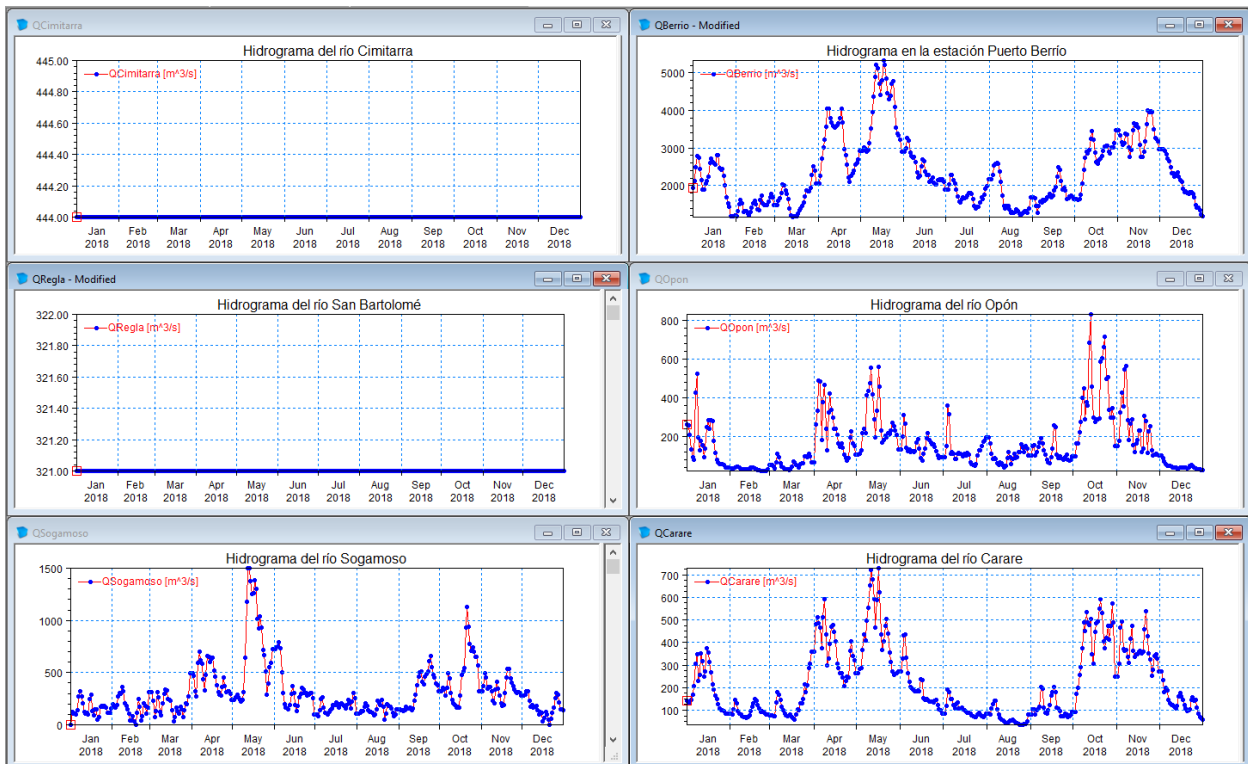 QCimitarra
Hidrograma del río Cimitarra
QCimitarra [m^3/s]
445.00
444.80
444.60
444.40
444.20
444.00
Jan Feb Mar Apr May Jun Jul Aug Sep Oct Nov Dec
2018 2018 2018 2018 2018 2018 2018 2018 2018 2018 2018 2018
QBerrio - Modified
Hidrograma en la estación Puerto Berrío
QBerrio [m^3/s]
5000
4000
3000
2000
Jan Feb Mar Apr May Jun Jul Aug Sep Oct Nov Dec
2018 2018 2018 2018 2018 2018 2018 2018 2018 2018 2018 2018
QRegla - Modified
Hidrograma del río San Bartolomé
QRegla [m^3/s]
322.00
321.80
321.60
321.40
321.20
321.00
Jan Feb Mar Apr May Jun Jul Aug Sep Oct Nov Dec
2018 2018 2018 2018 2018 2018 2018 2018 2018 2018 2018 2018
QOpon
Hidrograma del río Opón
QOpon [m^3/s]
800
600
400
200
Jan Feb Mar Apr May Jun Jul Aug Sep Oct Nov Dec
2018 2018 2018 2018 2018 2018 2018 2018 2018 2018 2018 2018
QSogamoso
Hidrograma del río Sogamoso
QSogamoso [m^3/s]
1500
1000
500
0
Jan Feb Mar Apr May Jun Jul Aug Sep Oct Nov Dec
2018 2018 2018 2018 2018 2018 2018 2018 2018 2018 2018 2018
QCarare
Hidrograma del río Carare
QCarare [m^3/s]
700
600
500
400
300
200
100
Jan Feb Mar Apr May Jun Jul Aug Sep Oct Nov Dec
2018 2018 2018 2018 2018 2018 2018 2018 2018 2018 2018 2018